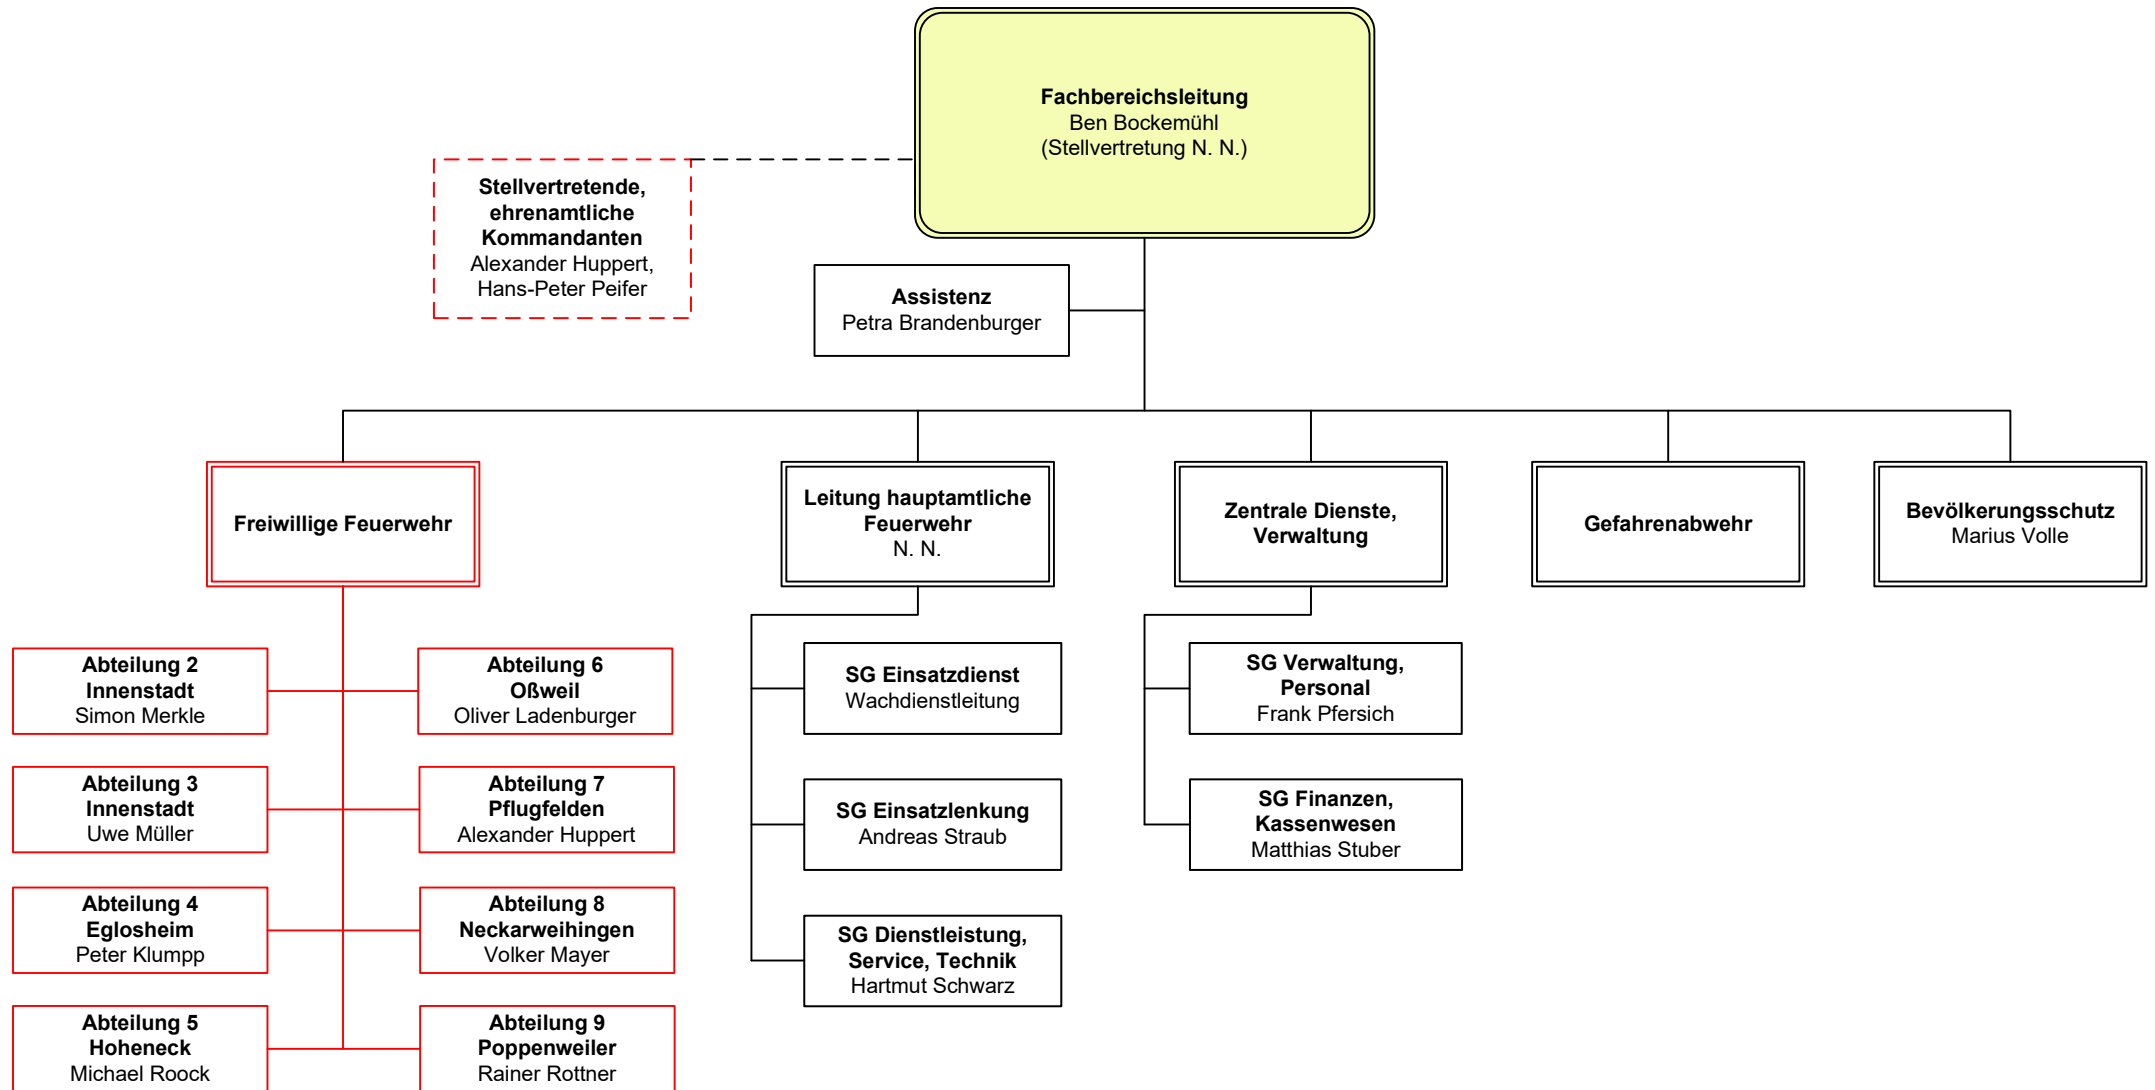 Fachbereichsleitung
Ben Bockemühl
(Stellvertretung N. N.)
Stellvertretende,
ehrenamtliche
Kommandanten
Alexander Huppert,
Hans-Peter Peifer
Assistenz
Petra Brandenburger
Freiwillige Feuerwehr
Leitung hauptamtliche
Feuerwehr
N. N.
Zentrale Dienste,
Verwaltung
Gefahrenabwehr
Bevölkerungsschutz
Marius Volle
Abteilung 2
Innenstadt
Simon Merkle
Abteilung 6
Oßweil
Oliver Ladenburger
Abteilung 3
Innenstadt
Uwe Müller
Abteilung 7
Pflugfelden
Alexander Huppert
Abteilung 4
Eglosheim
Peter Klumpp
Abteilung 8
Neckarweihingen
Volker Mayer
Abteilung 5
Hoheneck
Michael Roock
Abteilung 9
Poppenweiler
Rainer Rottner
SG Einsatzdienst
Wachdienstleitung
SG Einsatzlenkung
Andreas Straub
SG Dienstleistung,
Service, Technik
Hartmut Schwarz
SG Verwaltung,
Personal
Frank Pfersich
SG Finanzen,
Kassenwesen
Matthias Stuber